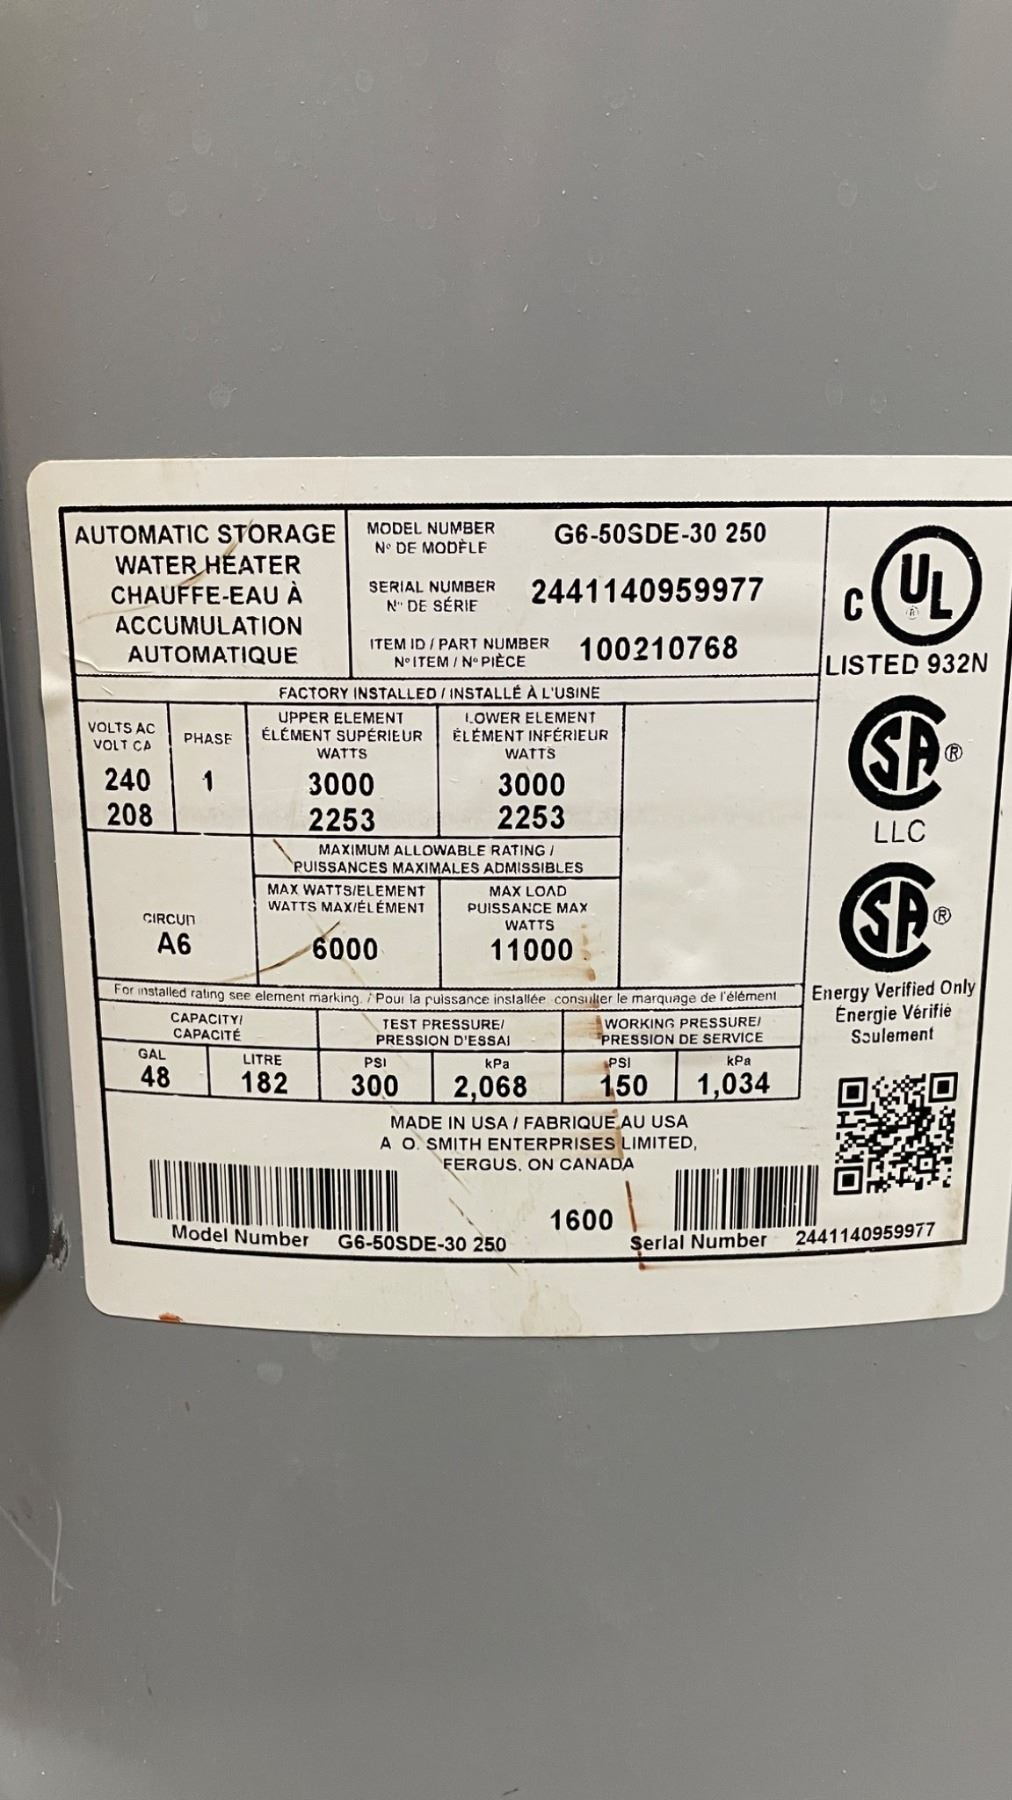 AUTOMATIC STORAGE
WATER HEATER
CHAUFFE-EAU À
ACCUMULATION
AUTOMATIQUE
MODEL NUMBER
Nº DE MODÈLE
G6-50SDE-30 250
SERIAL NUMBER
Nº DE SÉRIE
2441140959977
ITEM ID / PART NUMBER
Nº ITEM / Nº PIÈCE
100210768
C UL ®
LISTED 932N
FACTORY INSTALLED / INSTALLÉ À L'USINE
VOLTS AC
VOLT CA
240
208
PHASE
1
UPPER ELEMENT
ÉLÉMENT SUPÉRIEUR
WATTS
3000
2253
LOWER ELEMENT
ÉLÉMENT INFÉRIEUR
WATTS
3000
2253
SA ®
LLC
MAXIMUM ALLOWABLE RATING /
PUISSANCES MAXIMALES ADMISSIBLES
CIRCUIT
A6
MAX WATTS/ELEMENT
WATTS MAX/ÉLÉMENT
6000
MAX LOAD
PUISSANCE MAX
WATTS
11000
SA ®
Energy Verified Only
Énergie Vérifié
Seulement
For installed rating see element marking. / Pour la puissance installée consulter le marquage de l'élément
CAPACITY/
CAPACITÉ
GAL
48
LITRE
182
TEST PRESSURE/
PRESSION D'ESSAI
PSI
300
kPa
2,068
WORKING PRESSURE/
PRESSION DE SERVICE
PSI
150
kPa
1,034
MADE IN USA / FABRIQUE AU USA
A. O. SMITH ENTERPRISES LIMITED,
FERGUS, ON CANADA
1600
Model Number G6-50SDE-30 250
Serial Number 2441140959977